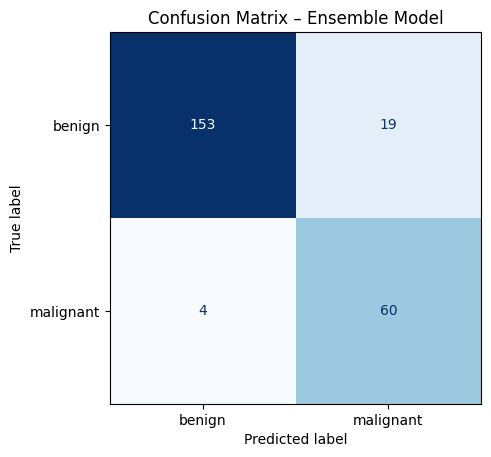 Confusion Matrix – Ensemble Model
True label
benign
153
19
malignant
4
60
benign
malignant
Predicted label